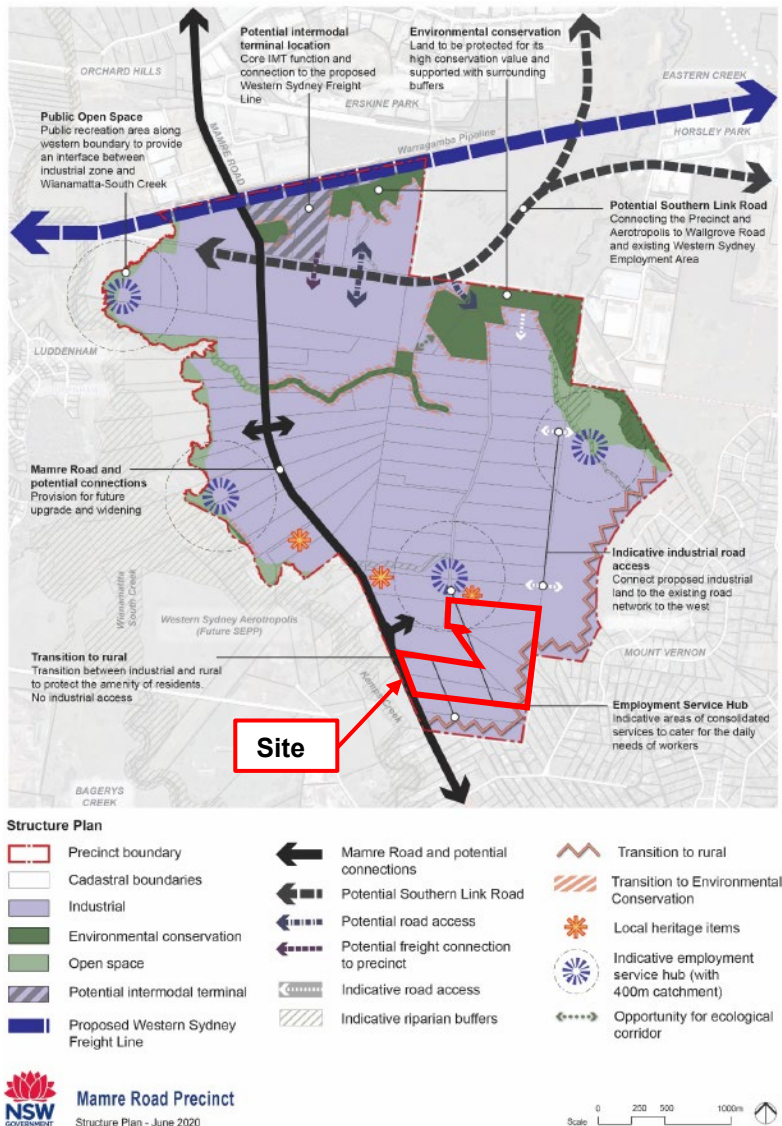 Potential intermodal
terminal location
Core IMT function and
connection to the proposed
Western Sydney Freight
Line
Environmental conservation
Land to be protected for its
high conservation value and
supported with surrounding
buffers
ORCHARD HILLS
ERSKINE PARK
EASTERN CREEK
HORSLEY PARK
Public Open Space
Public recreation area along
western boundary to provide
an interface between
industrial zone and
Wianamatta-South Creek
MAMRE ROAD
Warragamba Pipeline
Potential Southern Link Road
Connecting the Precinct and
Aerotropolis to Wallgrove Road
and existing Western Sydney
Employment Area
LUDDENHAM
Mamre Road and
potential connections
Provision for future
upgrade and widening
Wianamatta
South Creek
Western Sydney Aerotropolis
(Future SEPP)
Indicative industrial road
access
Connect proposed industrial
land to the existing road
network to the west
Transition to rural
Transition between industrial and rural
to protect the amenity of residents.
No industrial access
Kemps Creek
MOUNT VERNON
Site
Employment Service Hub
Indicative areas of consolidated
services to cater for the daily
needs of workers
BAGERYS
CREEK
Structure Plan
Precinct boundary
Cadastral boundaries
Industrial
Environmental conservation
Open space
Potential intermodal terminal
Proposed Western Sydney
Freight Line
Mamre Road and potential
connections
Potential Southern Link Road
Potential road access
Potential freight connection
to precinct
Indicative road access
Indicative riparian buffers
Transition to rural
Transition to Environmental
Conservation
Local heritage items
Indicative employment
service hub (with
400m catchment)
Opportunity for ecological
corridor
NSW
GOVERNMENT
Mamre Road Precinct
Structure Plan - June 2020
Scale 0 250 500 1000m